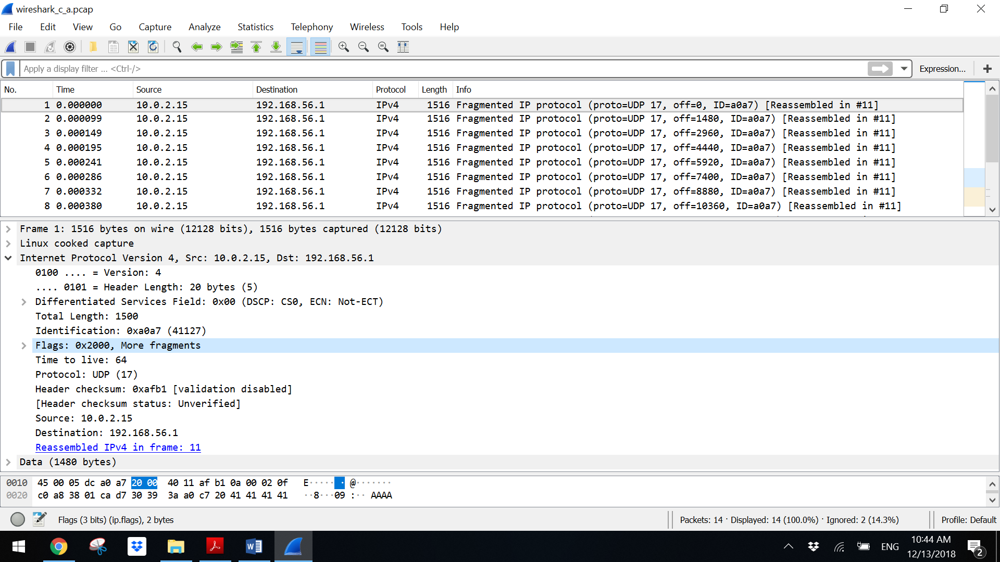 wireshark_c_a.pcap
File Edit View Go Capture Analyze Statistics Telephony Wireless Tools Help
Apply a display filter ... <Ctrl-/> Expression... +
No. Time Source Destination Protocol Length Info
1 0.000000 10.0.2.15 192.168.56.1 IPv4 1516 Fragmented IP protocol (proto=UDP 17, off=0, ID=a0a7) [Reassembled in #11]
2 0.000099 10.0.2.15 192.168.56.1 IPv4 1516 Fragmented IP protocol (proto=UDP 17, off=1480, ID=a0a7) [Reassembled in #11]
3 0.000149 10.0.2.15 192.168.56.1 IPv4 1516 Fragmented IP protocol (proto=UDP 17, off=2960, ID=a0a7) [Reassembled in #11]
4 0.000195 10.0.2.15 192.168.56.1 IPv4 1516 Fragmented IP protocol (proto=UDP 17, off=4440, ID=a0a7) [Reassembled in #11]
5 0.000241 10.0.2.15 192.168.56.1 IPv4 1516 Fragmented IP protocol (proto=UDP 17, off=5920, ID=a0a7) [Reassembled in #11]
6 0.000286 10.0.2.15 192.168.56.1 IPv4 1516 Fragmented IP protocol (proto=UDP 17, off=7400, ID=a0a7) [Reassembled in #11]
7 0.000332 10.0.2.15 192.168.56.1 IPv4 1516 Fragmented IP protocol (proto=UDP 17, off=8880, ID=a0a7) [Reassembled in #11]
8 0.000380 10.0.2.15 192.168.56.1 IPv4 1516 Fragmented IP protocol (proto=UDP 17, off=10360, ID=a0a7) [Reassembled in #11]
Frame 1: 1516 bytes on wire (12128 bits), 1516 bytes captured (12128 bits)
Linux cooked capture
Internet Protocol Version 4, Src: 10.0.2.15, Dst: 192.168.56.1
0100 .... = Version: 4
.... 0101 = Header Length: 20 bytes (5)
Differentiated Services Field: 0x00 (DSCP: CS0, ECN: Not-ECT)
Total Length: 1500
Identification: 0xa0a7 (41127)
Flags: 0x2000, More fragments
Time to live: 64
Protocol: UDP (17)
Header checksum: 0xafb1 [validation disabled]
[Header checksum status: Unverified]
Source: 10.0.2.15
Destination: 192.168.56.1
Reassembled IPv4 in frame: 11
Data (1480 bytes)
0010 45 00 05 dc a0 a7 20 00 40 11 af b1 0a 00 02 0f E····· · @·······
0020 c0 a8 38 01 ca d7 30 39 3a a0 c7 20 41 41 41 41 ··8···09 :·· AAAA
Flags (3 bits) (ip.flags), 2 bytes Packets: 14 · Displayed: 14 (100.0%) · Ignored: 2 (14.3%) Profile: Default
ENG 10:44 AM
12/13/2018 2